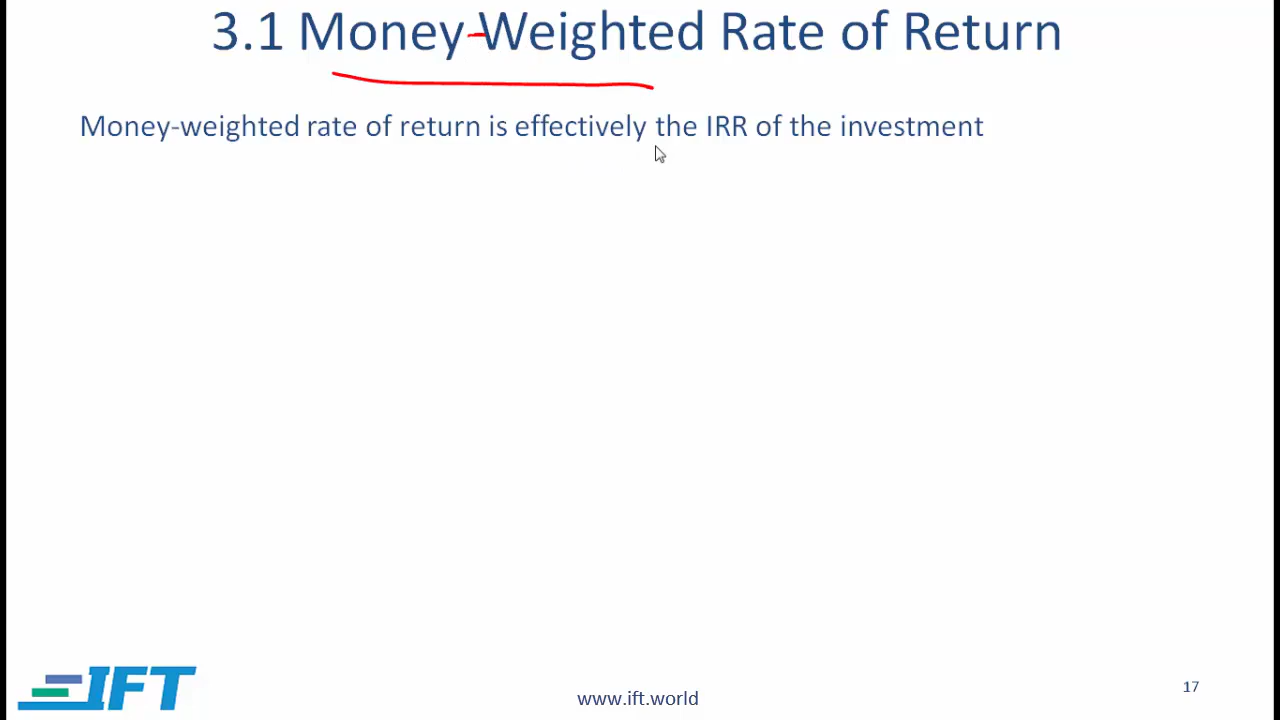 3.1 Money-Weighted Rate of Return
Money-weighted rate of return is effectively the IRR of the investment
IFT
www.ift.world
17